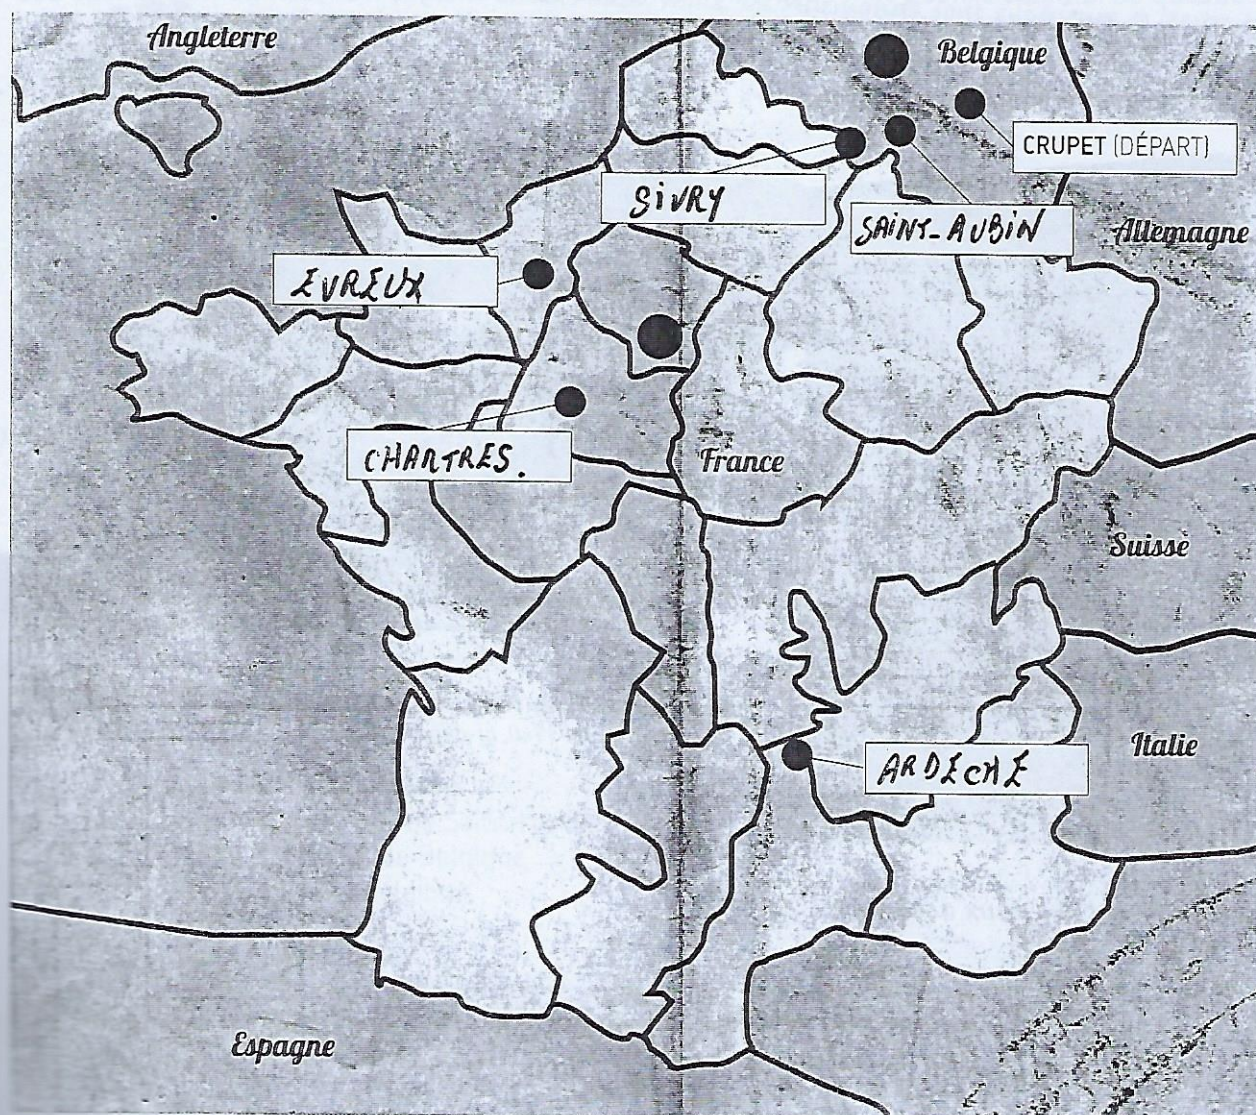 Angleterre
Belgique
CRUPET (DÉPART)
SIVRY
SAINT-AUBIN
Allemagne
EVREUX
CHARTRES.
France
Suisse
Italie
ARDECHE
Espagne